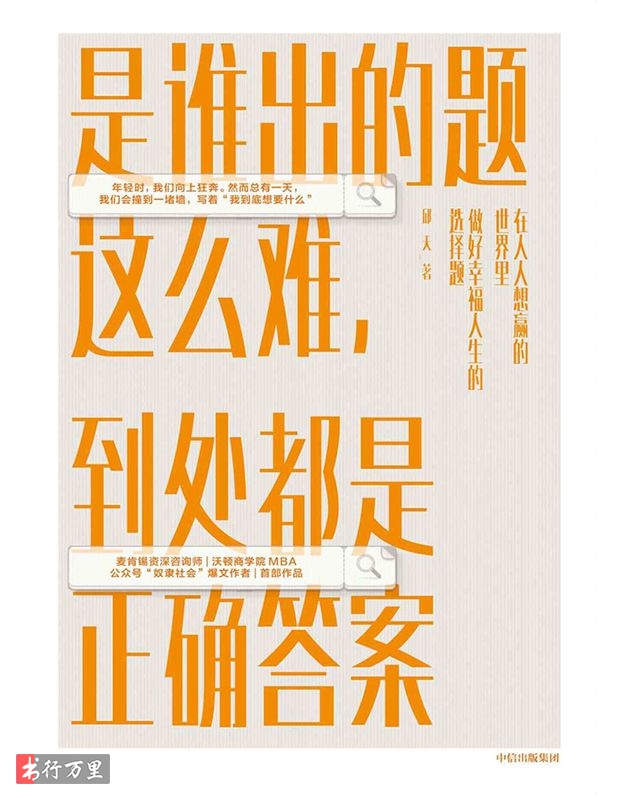 是谁出的题
年轻时，我们向上狂奔。然而总有一天，
我们会撞到一堵墙，写着“我到底想要什么”
这么难，
在人人想赢的
世界里
做好幸福人生的
选择题
邱天 著
到处都是
麦肯锡资深咨询师|沃顿商学院MBA
公众号“奴隶社会”爆文作者|首部作品
正确答案
中信出版集团
书行万里